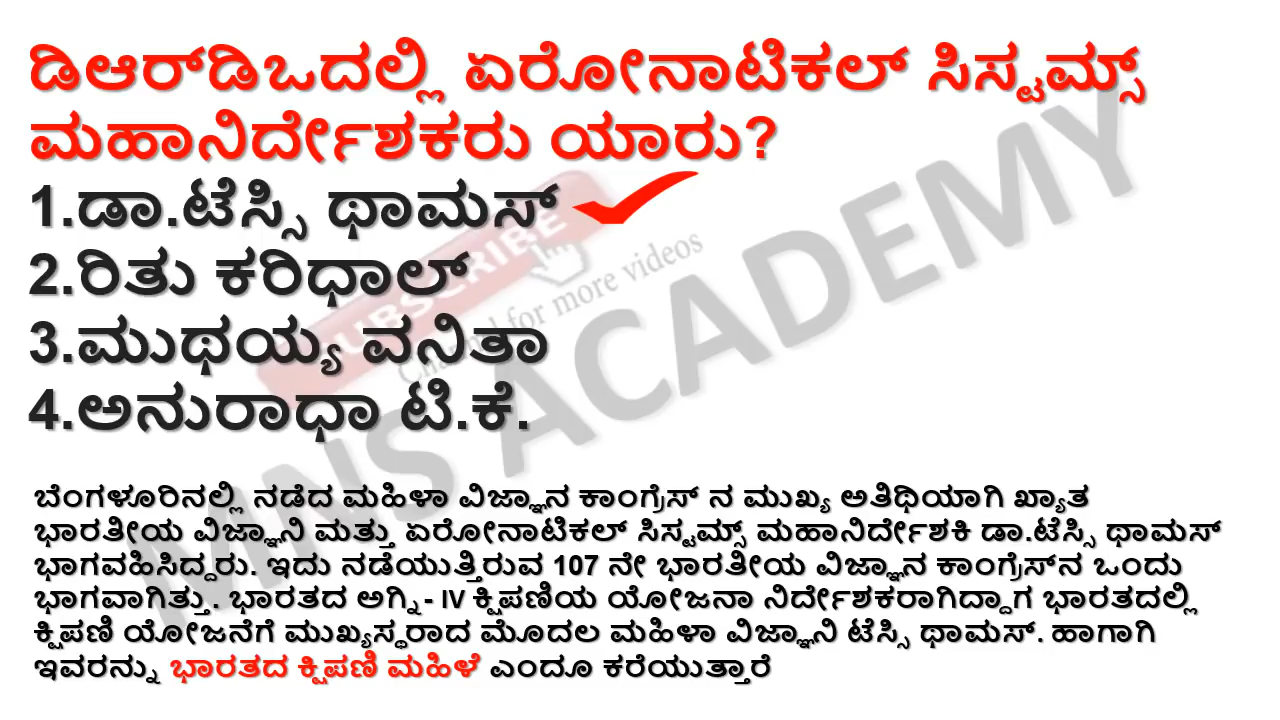 ಡಿಆರ್‌ಡಿಒದಲ್ಲಿ ಏರೋನಾಟಿಕಲ್ ಸಿಸ್ಟಮ್ಸ್
ಮಹಾನಿರ್ದೇಶಕರು ಯಾರು?
1.ಡಾ.ಟೆಸ್ಸಿ ಥಾಮಸ್
2.ರಿತು ಕರಿಧಾಲ್
3.ಮುಥಯ್ಯ ವನಿತಾ
4.ಅನುರಾಧಾ ಟಿ.ಕೆ.
SUBSCRIBE
Channel for more videos
MNS ACADEMY
ಬೆಂಗಳೂರಿನಲ್ಲಿ ನಡೆದ ಮಹಿಳಾ ವಿಜ್ಞಾನ ಕಾಂಗ್ರೆಸ್ ನ ಮುಖ್ಯ ಅತಿಥಿಯಾಗಿ ಖ್ಯಾತ
ಭಾರತೀಯ ವಿಜ್ಞಾನಿ ಮತ್ತು ಏರೋನಾಟಿಕಲ್ ಸಿಸ್ಟಮ್ಸ್ ಮಹಾನಿರ್ದೇಶಕಿ ಡಾ.ಟೆಸ್ಸಿ ಥಾಮಸ್
ಭಾಗವಹಿಸಿದ್ದರು. ಇದು ನಡೆಯುತ್ತಿರುವ 107 ನೇ ಭಾರತೀಯ ವಿಜ್ಞಾನ ಕಾಂಗ್ರೆಸ್‌ನ ಒಂದು
ಭಾಗವಾಗಿತ್ತು. ಭಾರತದ ಅಗ್ನಿ- IV ಕ್ಷಿಪಣಿಯ ಯೋಜನಾ ನಿರ್ದೇಶಕರಾಗಿದ್ದಾಗ ಭಾರತದಲ್ಲಿ
ಕ್ಷಿಪಣಿ ಯೋಜನೆಗೆ ಮುಖ್ಯಸ್ಥರಾದ ಮೊದಲ ಮಹಿಳಾ ವಿಜ್ಞಾನಿ ಟೆಸ್ಸಿ ಥಾಮಸ್. ಹಾಗಾಗಿ
ಇವರನ್ನು ಭಾರತದ ಕ್ಷಿಪಣಿ ಮಹಿಳೆ ಎಂದೂ ಕರೆಯುತ್ತಾರೆ